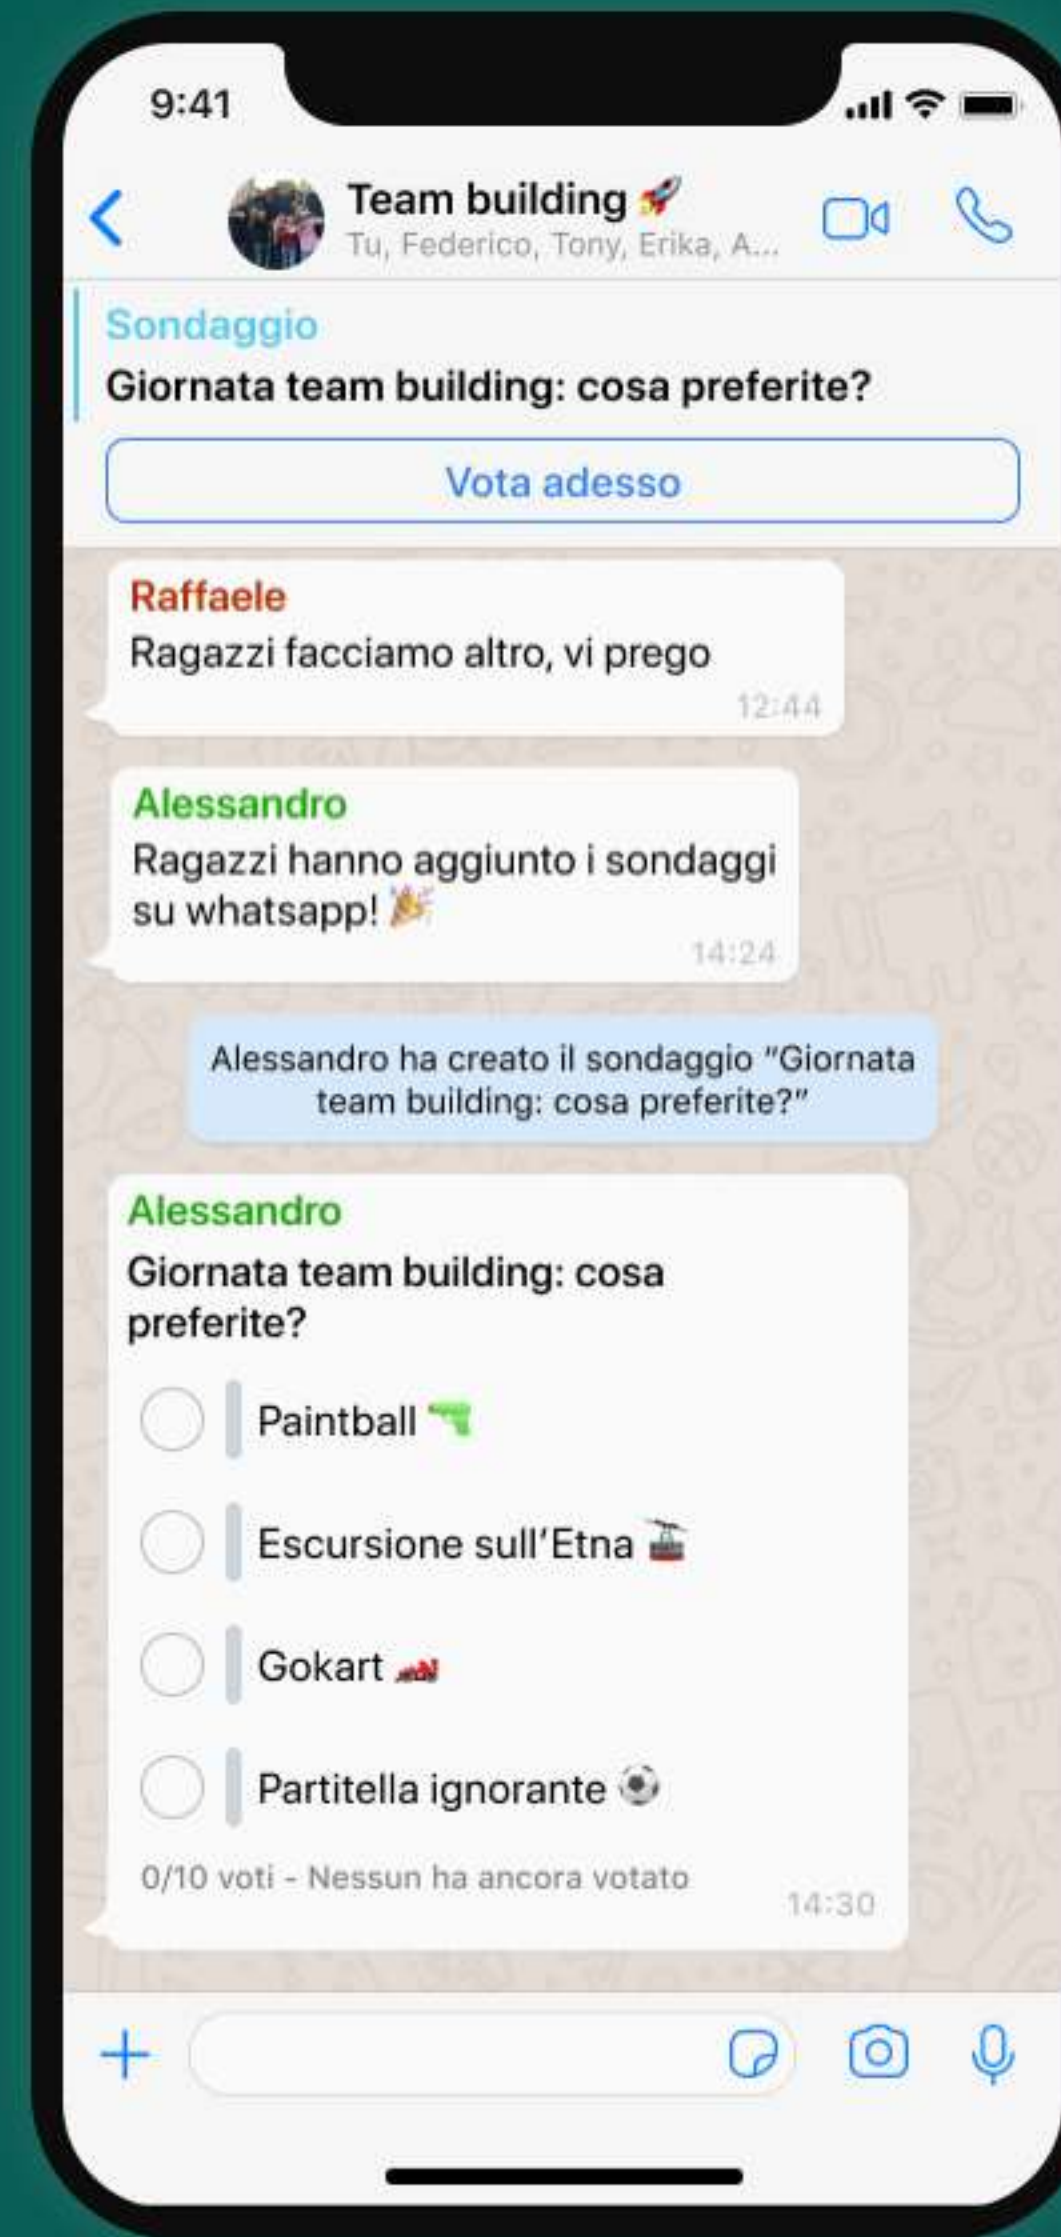 9:41
Team building 🚀
Tu, Federico, Tony, Erika, A...
Sondaggio
Giornata team building: cosa preferite?
Vota adesso
Raffaele
Ragazzi facciamo altro, vi prego
12:44
Alessandro
Ragazzi hanno aggiunto i sondaggi
su whatsapp! 🎉
14:24
Alessandro ha creato il sondaggio "Giornata
team building: cosa preferite?"
Alessandro
Giornata team building: cosa
preferite?
Paintball 🔫
Escursione sull'Etna 🚡
Gokart 🏎️
Partitella ignorante ⚽
0/10 voti - Nessun ha ancora votato
14:30